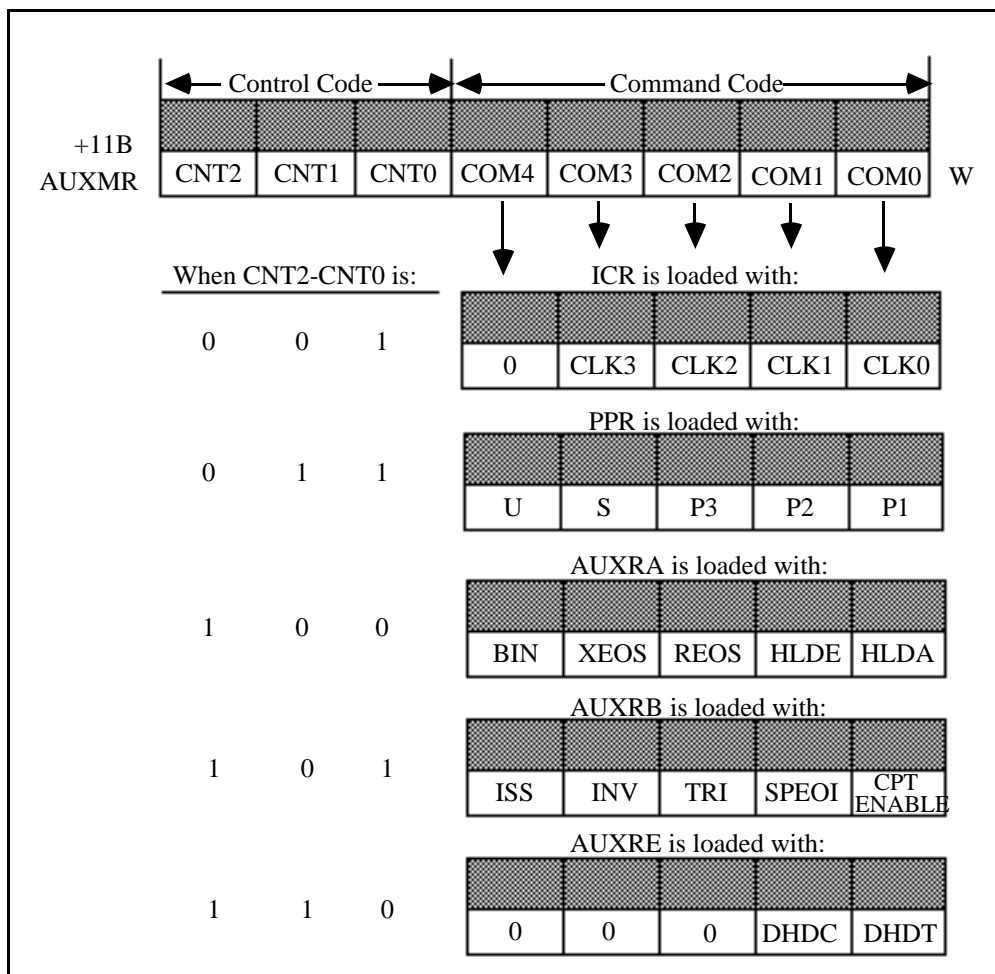 Control Code Command Code
+11B
AUXMR CNT2 CNT1 CNT0 COM4 COM3 COM2 COM1 COM0 W
When CNT2-CNT0 is: ICR is loaded with:
0 0 1
0 CLK3 CLK2 CLK1 CLK0
PPR is loaded with:
0 1 1
U S P3 P2 P1
AUXRA is loaded with:
1 0 0
BIN XEOS REOS HLDE HLDA
AUXRB is loaded with:
1 0 1
ISS INV TRI SPEOI CPT ENABLE
AUXRE is loaded with:
1 1 0
0 0 0 DHDC DHDT